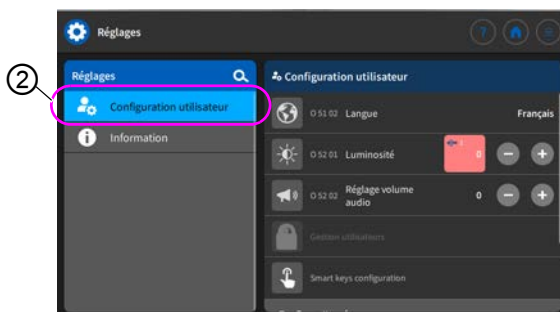 Réglages
②
Réglages
Configuration utilisateur
Information
Configuration utilisateur
O 51 02 Langue Français
O 52 01 Luminosité 0 − +
O 52 02 Réglage volume
audio 0 − +
Gestion utilisateurs
Smart keys configuration